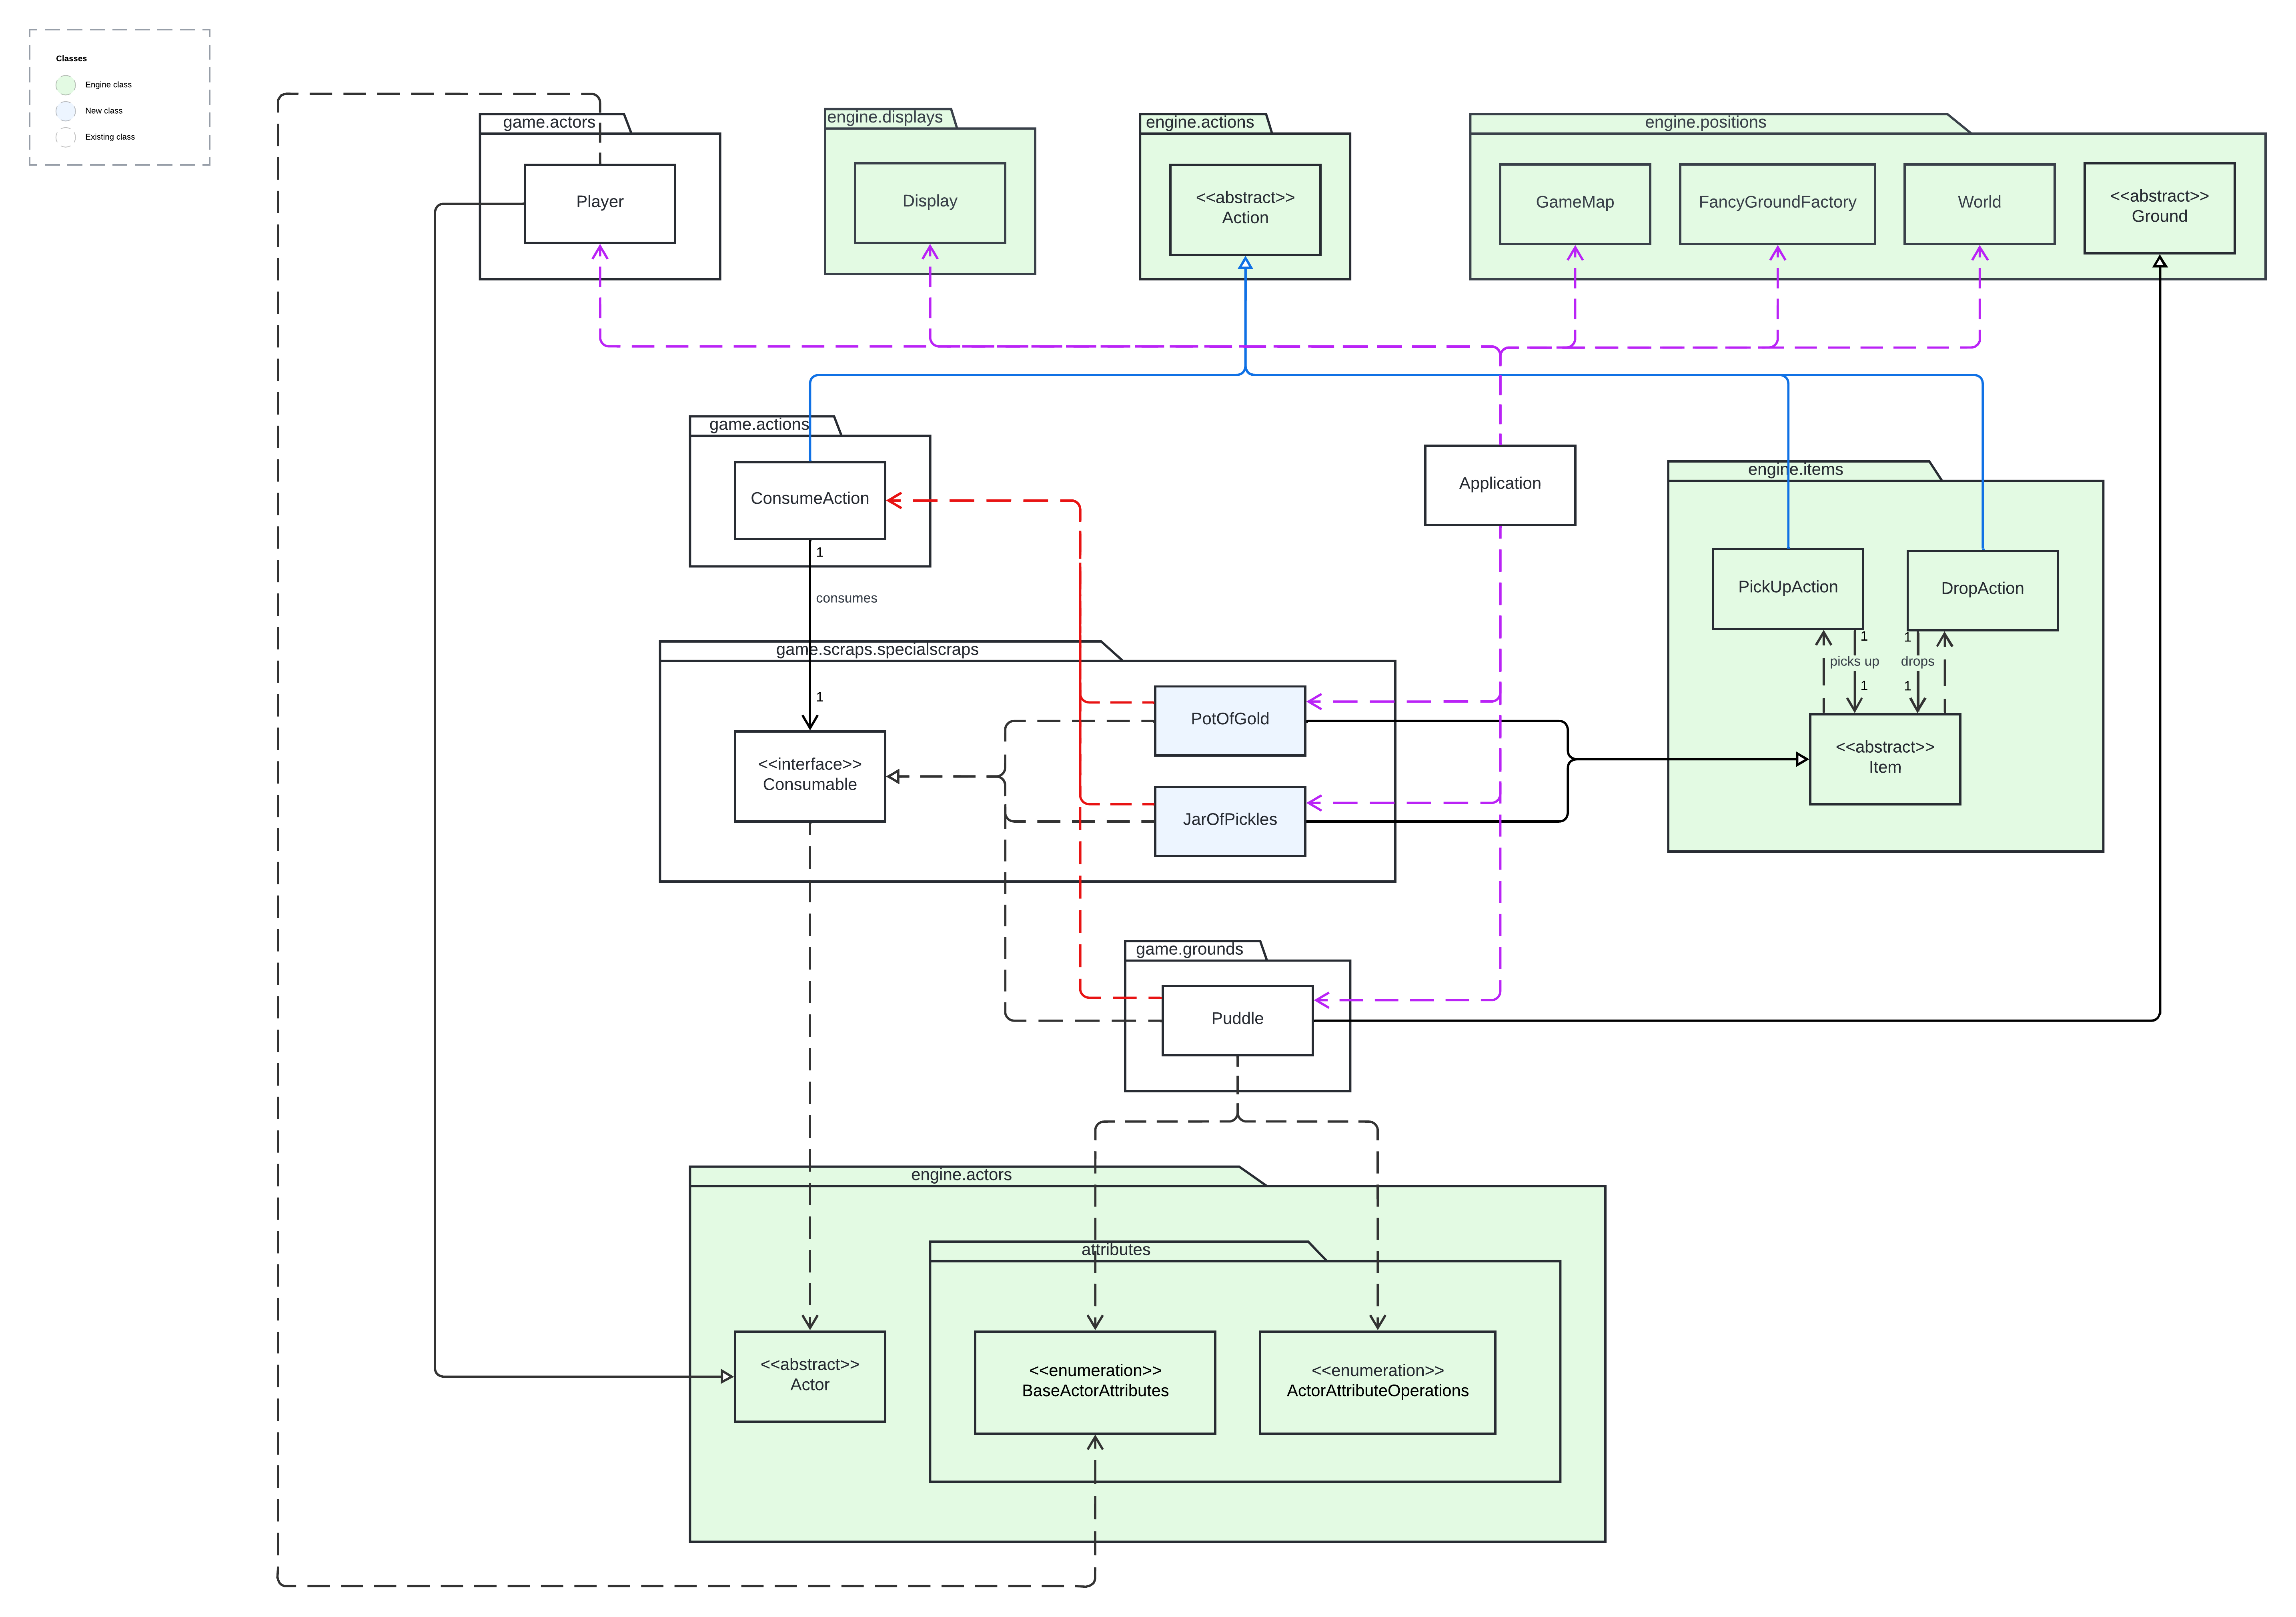 Classes
Engine class
New class
Existing class
game.actors
engine.displays
engine.actions
engine.positions
Player
Display
<<abstract>>
Action
GameMap
FancyGroundFactory
World
<<abstract>>
Ground
game.actions
ConsumeAction
Application
engine.items
1
consumes
PickUpAction
DropAction
1
1
picks up
drops
1
1
game.scraps.specialscraps
1
PotOfGold
<<interface>>
Consumable
<<abstract>>
Item
JarOfPickles
game.grounds
Puddle
engine.actors
attributes
<<abstract>>
Actor
<<enumeration>>
BaseActorAttributes
<<enumeration>>
ActorAttributeOperations